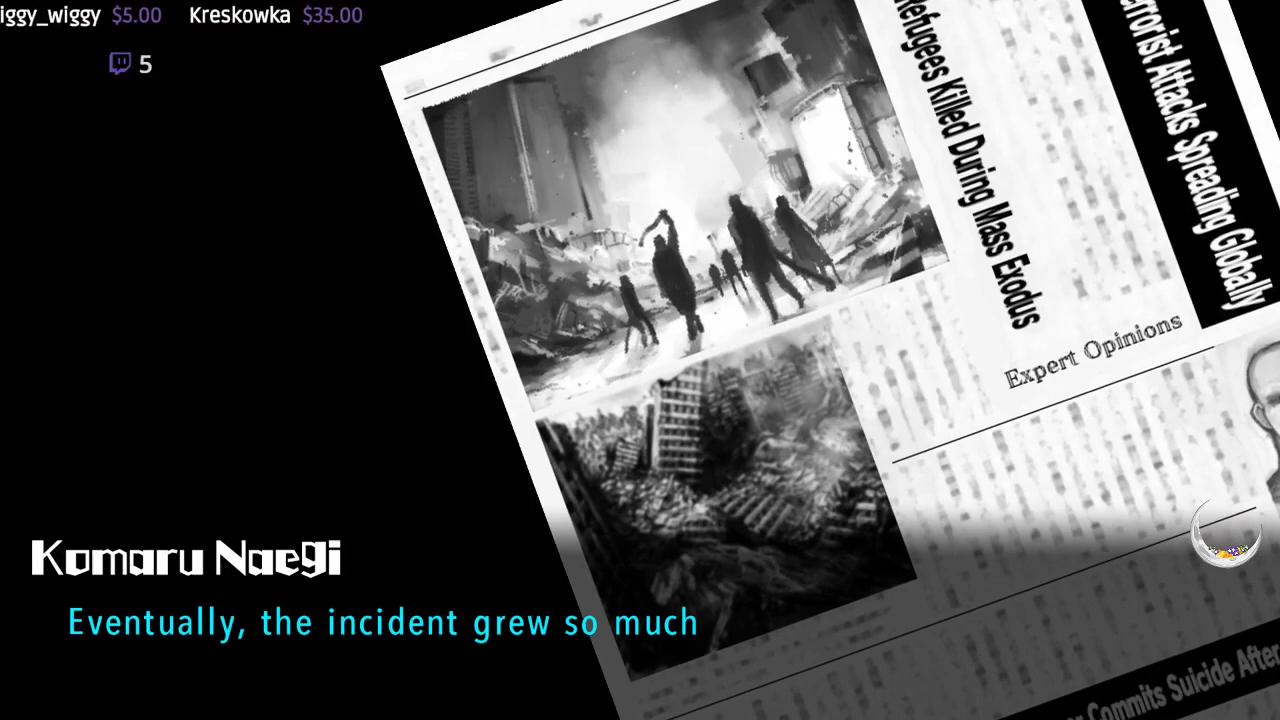 iggy_wiggy $5.00 Kreskowka $35.00
5
Refugees Killed During Mass Exodus
errorist Attacks Spreading Globally
Expert Opinions
Commits Suicide After
Komaru Naegi
Eventually, the incident grew so much